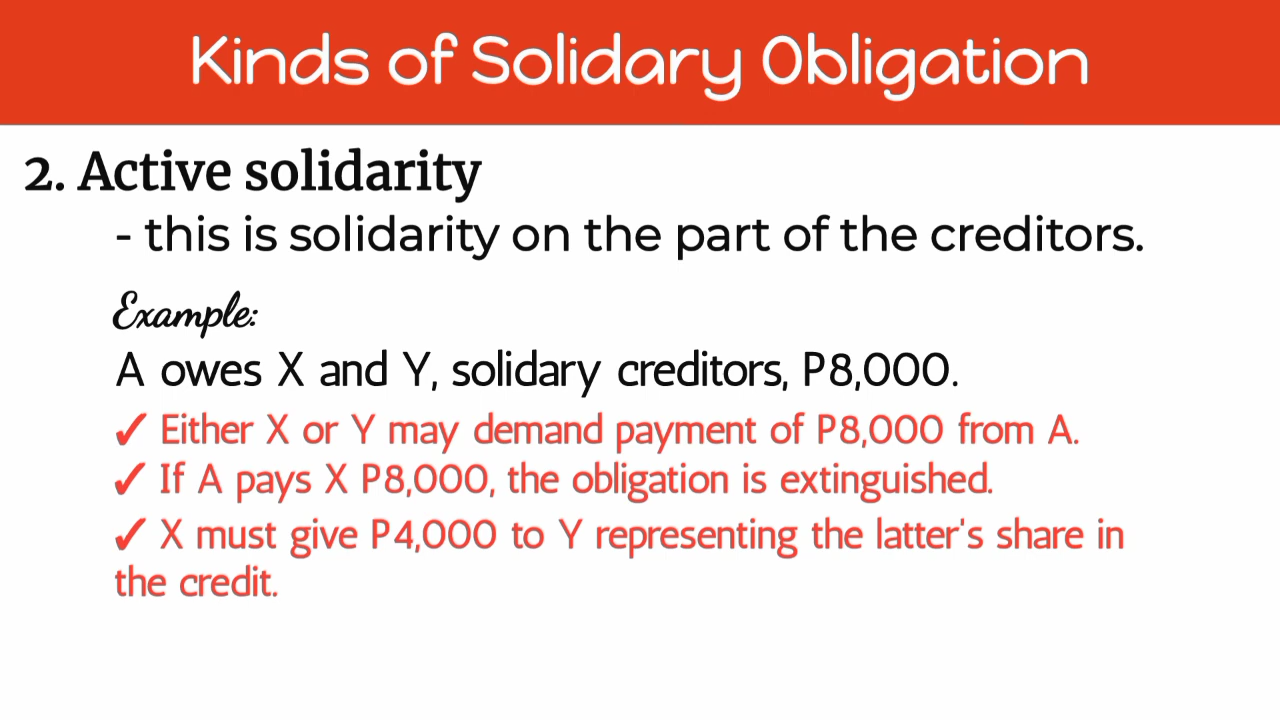 Kinds of Solidary Obligation
2. Active solidarity
- this is solidarity on the part of the creditors.
Example:
A owes X and Y, solidary creditors, P8,000.
✓ Either X or Y may demand payment of P8,000 from A.
✓ If A pays X P8,000, the obligation is extinguished.
✓ X must give P4,000 to Y representing the latter's share in
the credit.